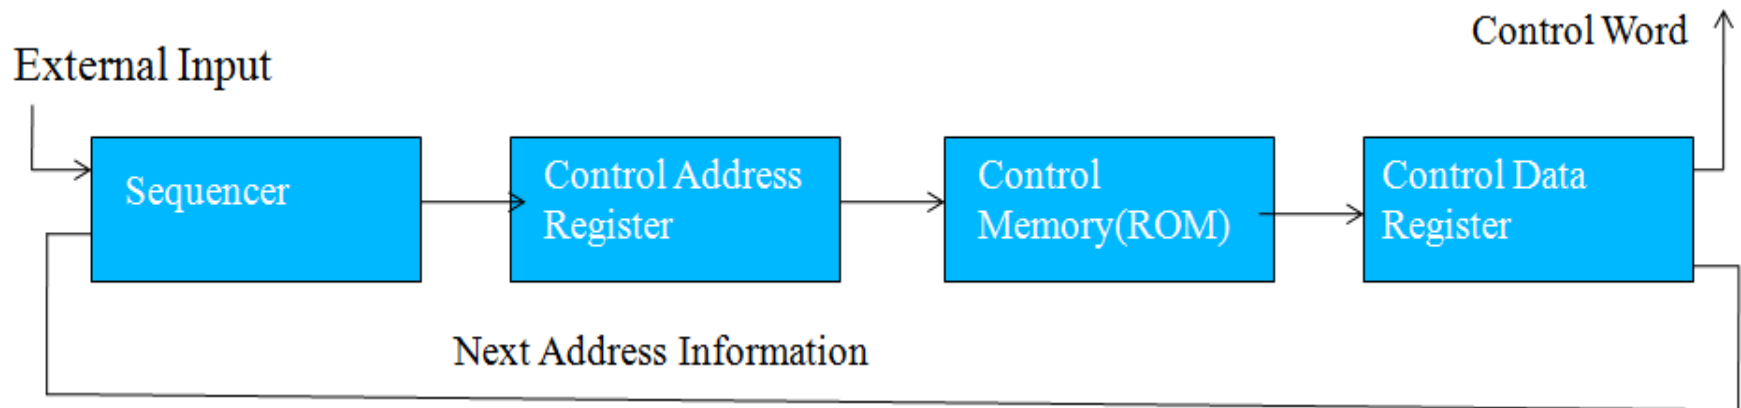 Control Word
External Input
Sequencer
Control Address
Register
Control
Memory(ROM)
Control Data
Register
Next Address Information